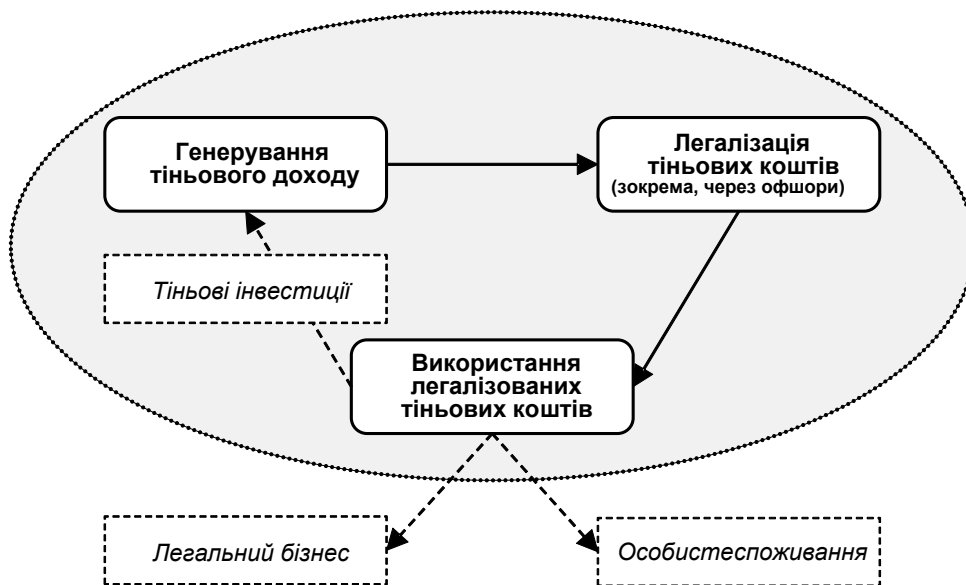 Генерування
тіньового доходу
Легалізація
тіньових коштів
(зокрема, через офшори)
Тіньові інвестиції
Використання
легалізованих
тіньових коштів
Легальний бізнес
Особистеспоживання